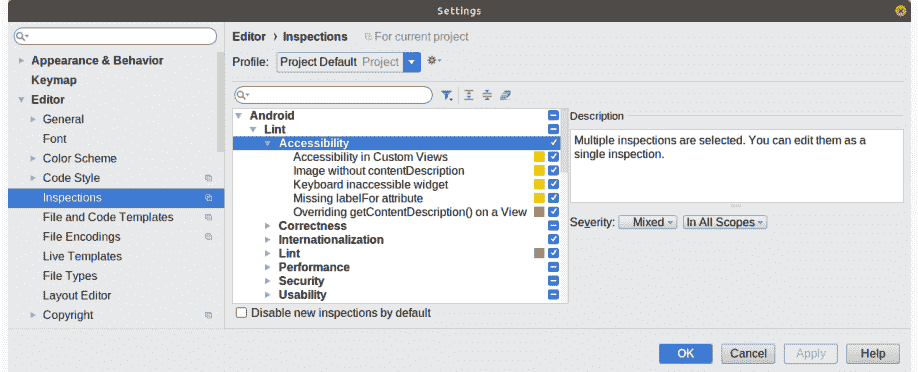 Settings
Appearance & Behavior
Keymap
Editor
General
Font
Color Scheme
Code Style
Inspections
File and Code Templates
File Encodings
Live Templates
File Types
Layout Editor
Copyright
Editor › Inspections For current project
Profile: Project Default Project
Android
Lint
Accessibility
Accessibility in Custom Views
Image without contentDescription
Keyboard inaccessible widget
Missing labelFor attribute
Overriding getContentDescription() on a View
Correctness
Internationalization
Lint
Performance
Security
Usability
Disable new inspections by default
Description
Multiple inspections are selected. You can edit them as a
single inspection.
Severity: Mixed In All Scopes
OK Cancel Apply Help